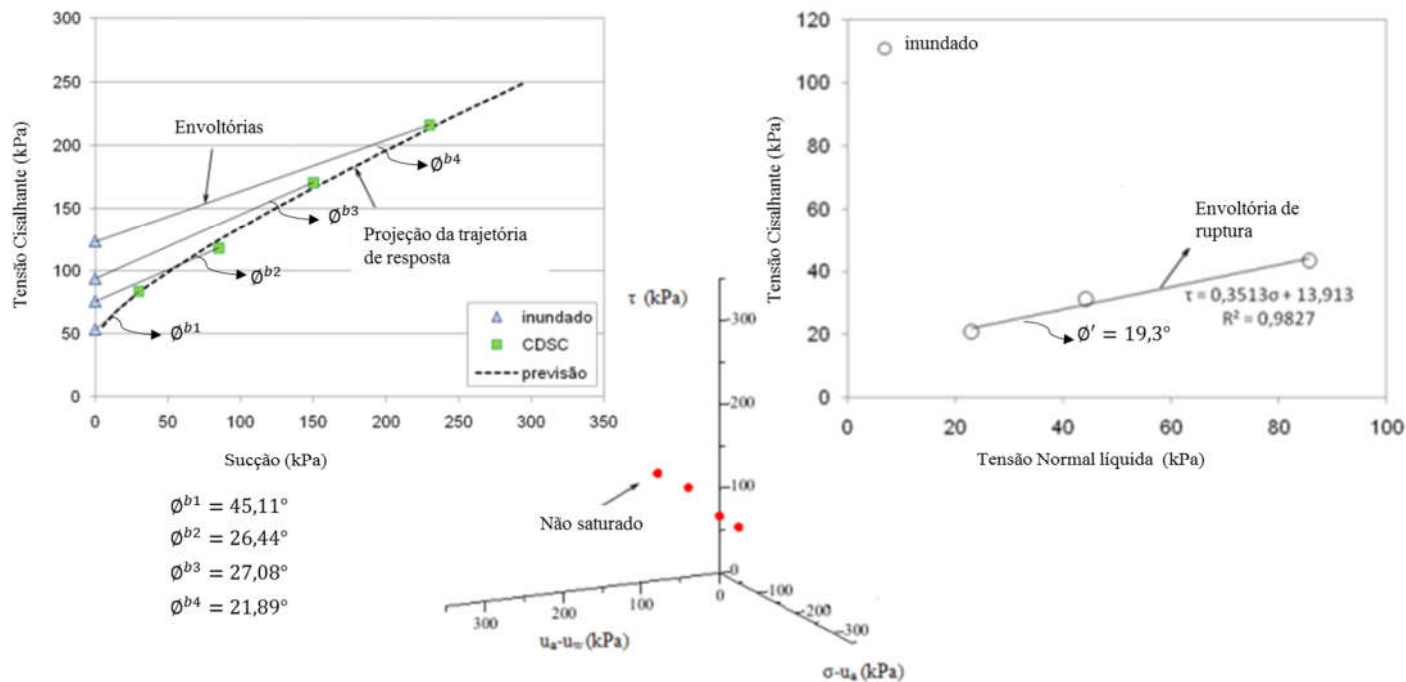 300
250
200
150
100
50
0
Tensão Cisalhante (kPa)
Envoltórias
Øᵇ⁴
Øᵇ³
Øᵇ²
Øᵇ¹
Projeção da trajetória
de resposta
inundado
CDSC
previsão
0 50 100 150 200 250 300 350
Sucção (kPa)
Øᵇ¹ = 45,11°
Øᵇ² = 26,44°
Øᵇ³ = 27,08°
Øᵇ⁴ = 21,89°
τ (kPa)
300
200
100
0
Não saturado
300 200 100 0
100
200
300
uₐ-u_w (kPa)
σ-uₐ (kPa)
120
100
80
60
40
20
0
Tensão Cisalhante (kPa)
inundado
Envoltória de
ruptura
τ = 0,3513σ + 13,913
R² = 0,9827
Ø′ = 19,3°
0 20 40 60 80 100
Tensão Normal líquida (kPa)